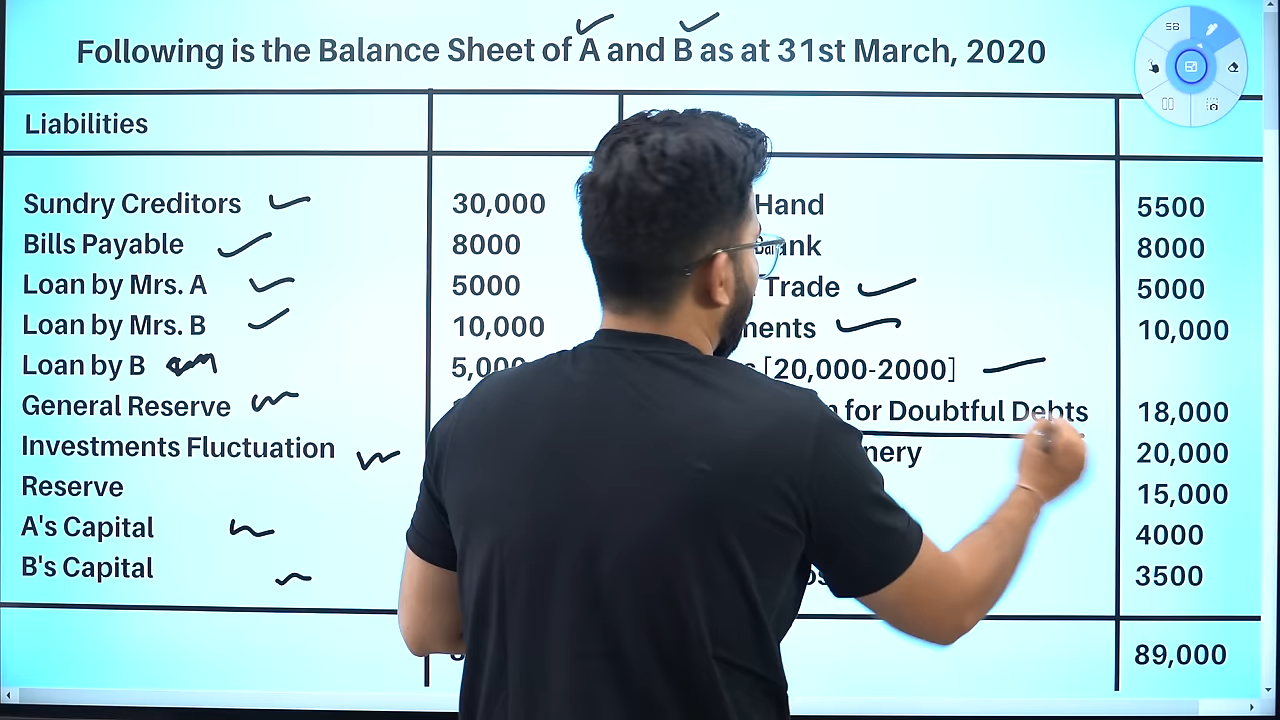 Following is the Balance Sheet of A and B as at 31st March, 2020
Liabilities
Sundry Creditors 30,000 Hand 5500
Bills Payable 8000 8000
Loan by Mrs. A 5000 Trade 5000
Loan by Mrs. B 10,000 10,000
Loan by B 5,000 [20,000-2000]
General Reserve for Doubtful Debts 18,000
Investments Fluctuation 20,000
Reserve 15,000
A's Capital 4000
B's Capital 3500
89,000